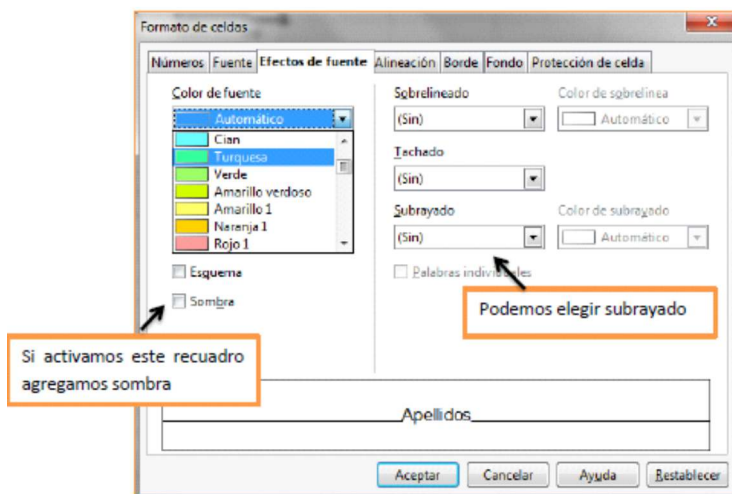 Formato de celdas
Números Fuente Efectos de fuente Alineación Borde Fondo Protección de celda
Color de fuente
Automático
Cian
Turquesa
Verde
Amarillo verdoso
Amarillo 1
Naranja 1
Rojo 1
Esquema
Sombra
Sobrelineado
(Sin)
Color de sobrelínea
Automático
Tachado
(Sin)
Subrayado
(Sin)
Color de subrayado
Automático
Palabras individuales
Podemos elegir subrayado
Si activamos este recuadro
agregamos sombra
Apellidos
Aceptar Cancelar Ayuda Restablecer